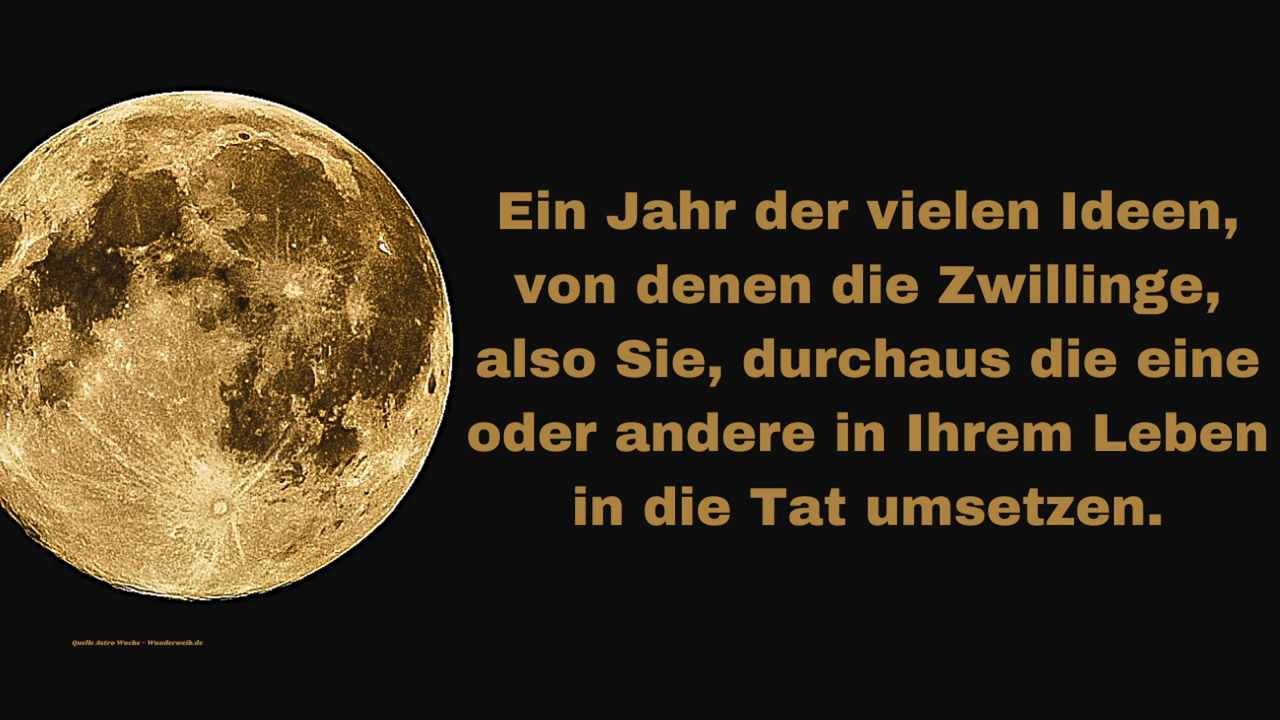 Ein Jahr der vielen Ideen,
von denen die Zwillinge,
also Sie, durchaus die eine
oder andere in Ihrem Leben
in die Tat umsetzen.
Quelle Astro Woche - Wunderweib.de